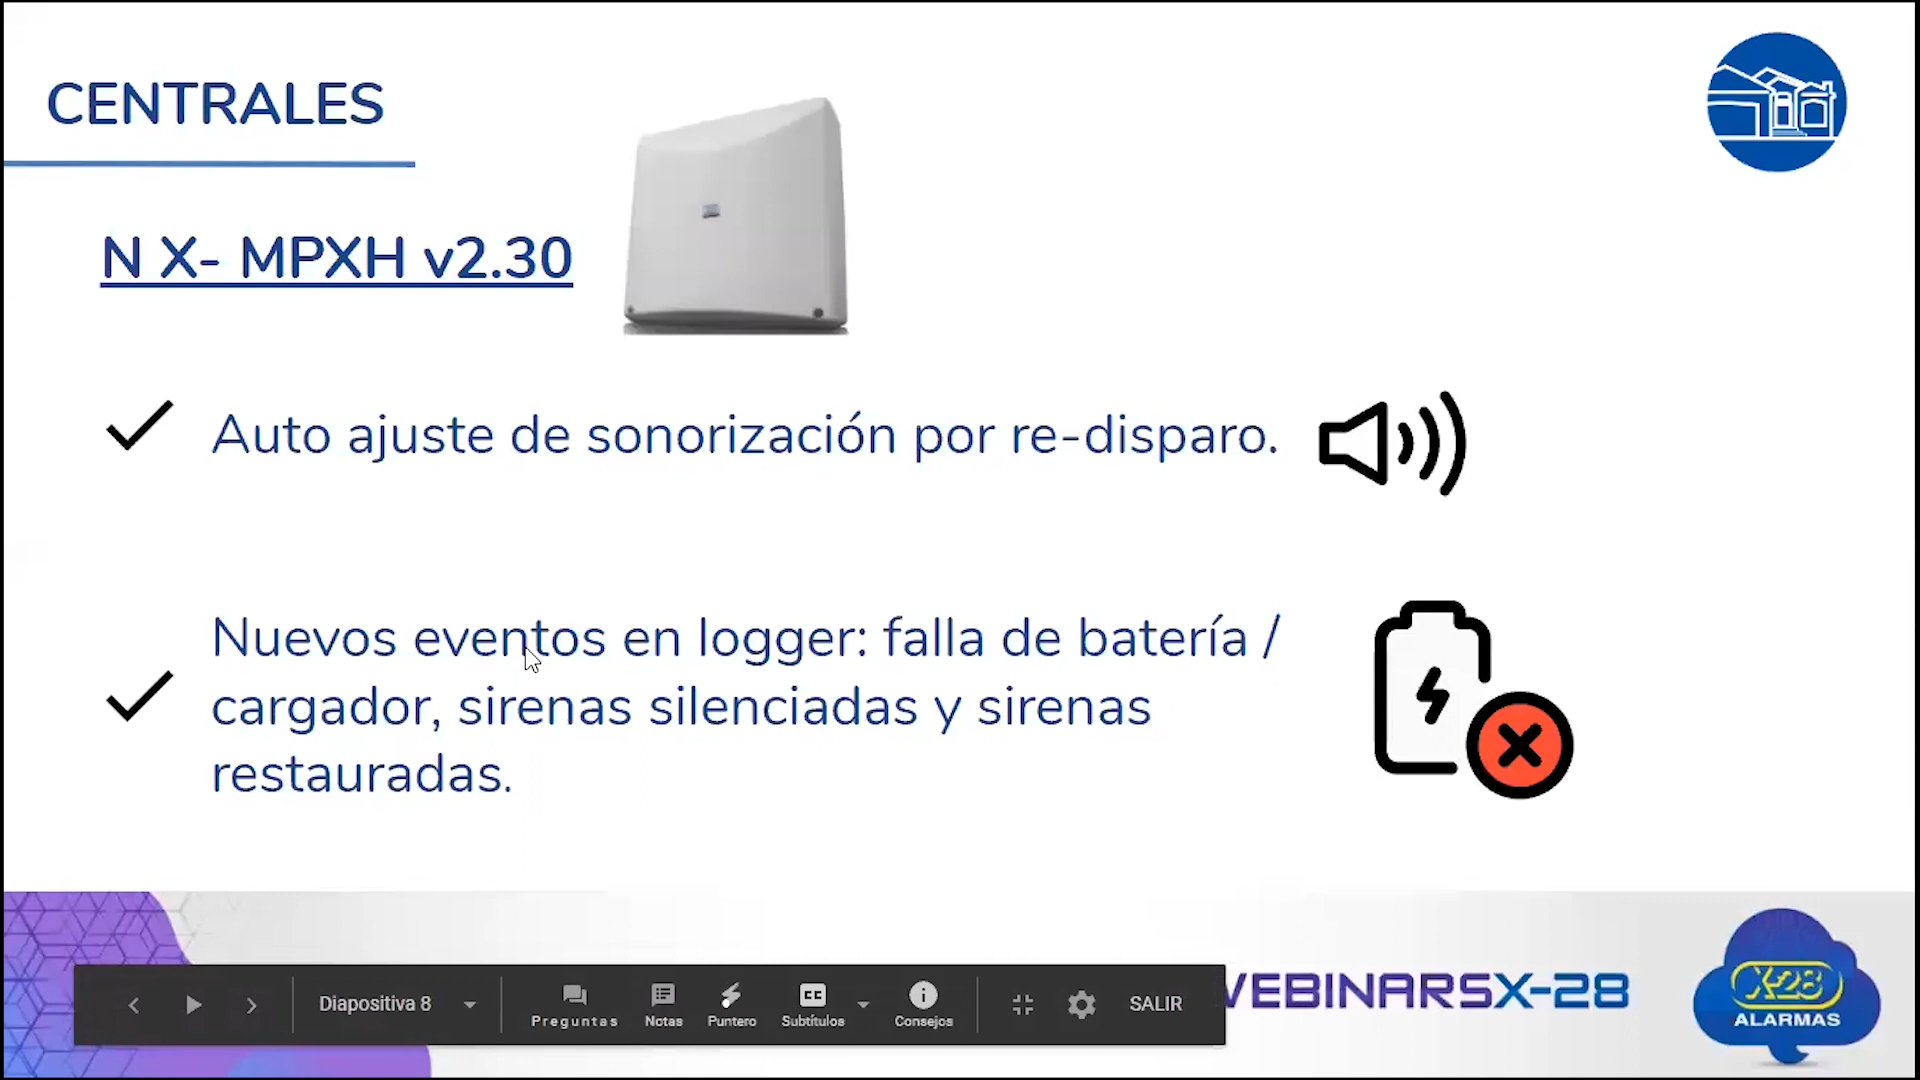 CENTRALES
N X- MPXH v2.30
Auto ajuste de sonorización por re-disparo.
Nuevos eventos en logger: falla de batería /
cargador, sirenas silenciadas y sirenas
restauradas.
WEBINARSX-28
X-28
ALARMAS
Diapositiva 8
Preguntas
Notas
Puntero
CC
Subtítulos
Consejos
SALIR